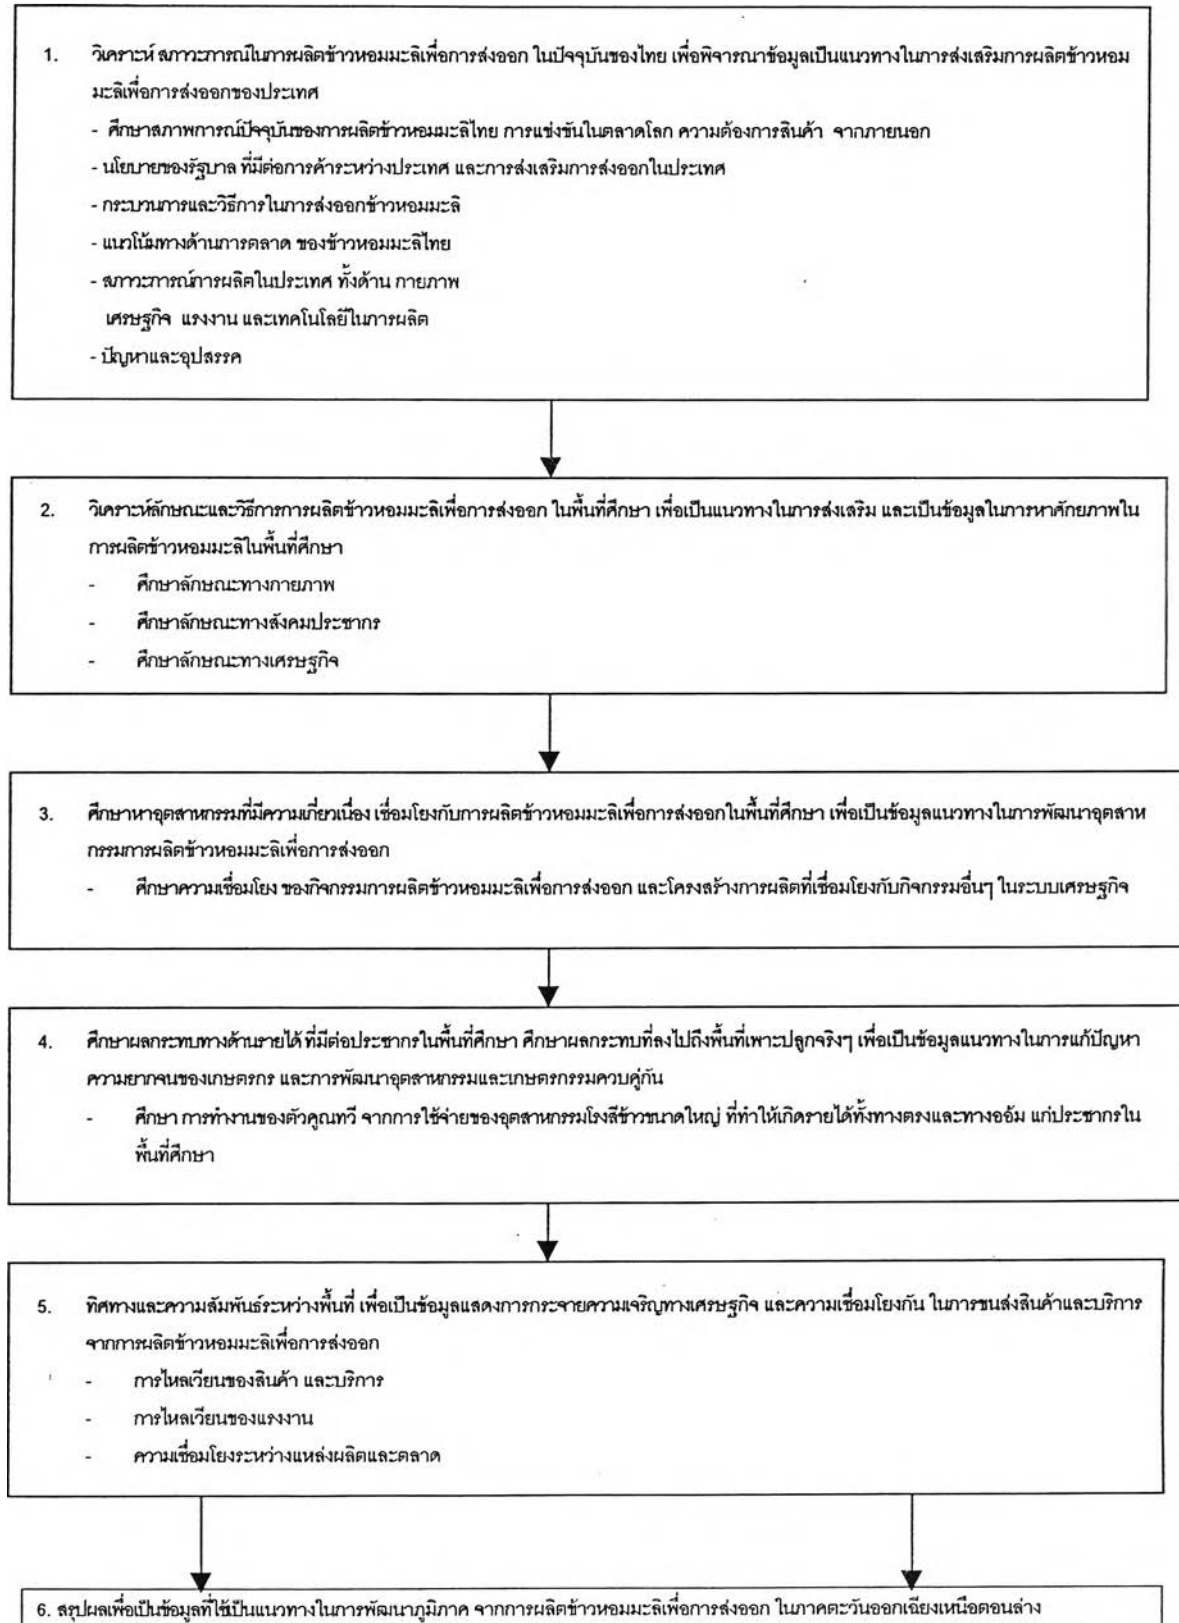 1. วิเคราะห์ สภาวะการณ์ในการผลิตข้าวหอมมะลิเพื่อการส่งออก ในปัจจุบันของไทย เพื่อพิจารณาข้อมูลเป็นแนวทางในการส่งเสริมการผลิตข้าวหอม
มะลิเพื่อการส่งออกของประเทศ
- ศึกษาสภาพการณ์ปัจจุบันของการผลิตข้าวหอมมะลิไทย การแข่งขันในตลาดโลก ความต้องการสินค้า จากภายนอก
- นโยบายของรัฐบาล ที่มีต่อการค้าระหว่างประเทศ และการส่งเสริมการส่งออกในประเทศ
- กระบวนการและวิธีการในการส่งออกข้าวหอมมะลิ
- แนวโน้มทางด้านการตลาด ของข้าวหอมมะลิไทย
- สภาวะการณ์การผลิตในประเทศ ทั้งด้าน กายภาพ
เศรษฐกิจ แรงงาน และเทคโนโลยีในการผลิต
- ปัญหาและอุปสรรค
2. วิเคราะห์ลักษณะและวิธีการการผลิตข้าวหอมมะลิเพื่อการส่งออก ในพื้นที่ศึกษา เพื่อเป็นแนวทางในการส่งเสริม และเป็นข้อมูลในการหาศักยภาพใน
การผลิตข้าวหอมมะลิในพื้นที่ศึกษา
- ศึกษาลักษณะทางกายภาพ
- ศึกษาลักษณะทางสังคมประชากร
- ศึกษาลักษณะทางเศรษฐกิจ
3. ศึกษาหาอุตสาหกรรมที่มีความเกี่ยวเนื่อง เชื่อมโยงกับการผลิตข้าวหอมมะลิเพื่อการส่งออกในพื้นที่ศึกษา เพื่อเป็นข้อมูลแนวทางในการพัฒนาอุตสาห
กรรมการผลิตข้าวหอมมะลิเพื่อการส่งออก
- ศึกษาความเชื่อมโยง ของกิจกรรมการผลิตข้าวหอมมะลิเพื่อการส่งออก และโครงสร้างการผลิตที่เชื่อมโยงกับกิจกรรมอื่นๆ ในระบบเศรษฐกิจ
4. ศึกษาผลกระทบทางด้านรายได้ ที่มีต่อประชากรในพื้นที่ศึกษา ศึกษาผลกระทบที่ลงไปถึงพื้นที่เพาะปลูกจริงๆ เพื่อเป็นข้อมูลแนวทางในการแก้ปัญหา
ความยากจนของเกษตรกร และการพัฒนาอุตสาหกรรมและเกษตรกรรมควบคู่กัน
- ศึกษา การทำงานของตัวคูณทวี จากการใช้จ่ายของอุตสาหกรรมโรงสีข้าวขนาดใหญ่ ที่ทำให้เกิดรายได้ทั้งทางตรงและทางออ้ม แก่ประชากรใน
พื้นที่ศึกษา
5. ทิศทางและความสัมพันธ์ระหว่างพื้นที่ เพื่อเป็นข้อมูลแสดงการกระจายความเจริญทางเศรษฐกิจ และความเชื่อมโยงกัน ในการขนส่งสินค้าและบริการ
จากการผลิตข้าวหอมมะลิเพื่อการส่งออก
- การไหลเวียนของสินค้า และบริการ
- การไหลเวียนของแรงงาน
- ความเชื่อมโยงระหว่างแหล่งผลิตและตลาด
6. สรุปผลเพื่อเป็นข้อมูลที่ใช้เป็นแนวทางในการพัฒนาภูมิภาค จากการผลิตข้าวหอมมะลิเพื่อการส่งออก ในภาคตะวันออกเฉียงเหนือตอนล่าง